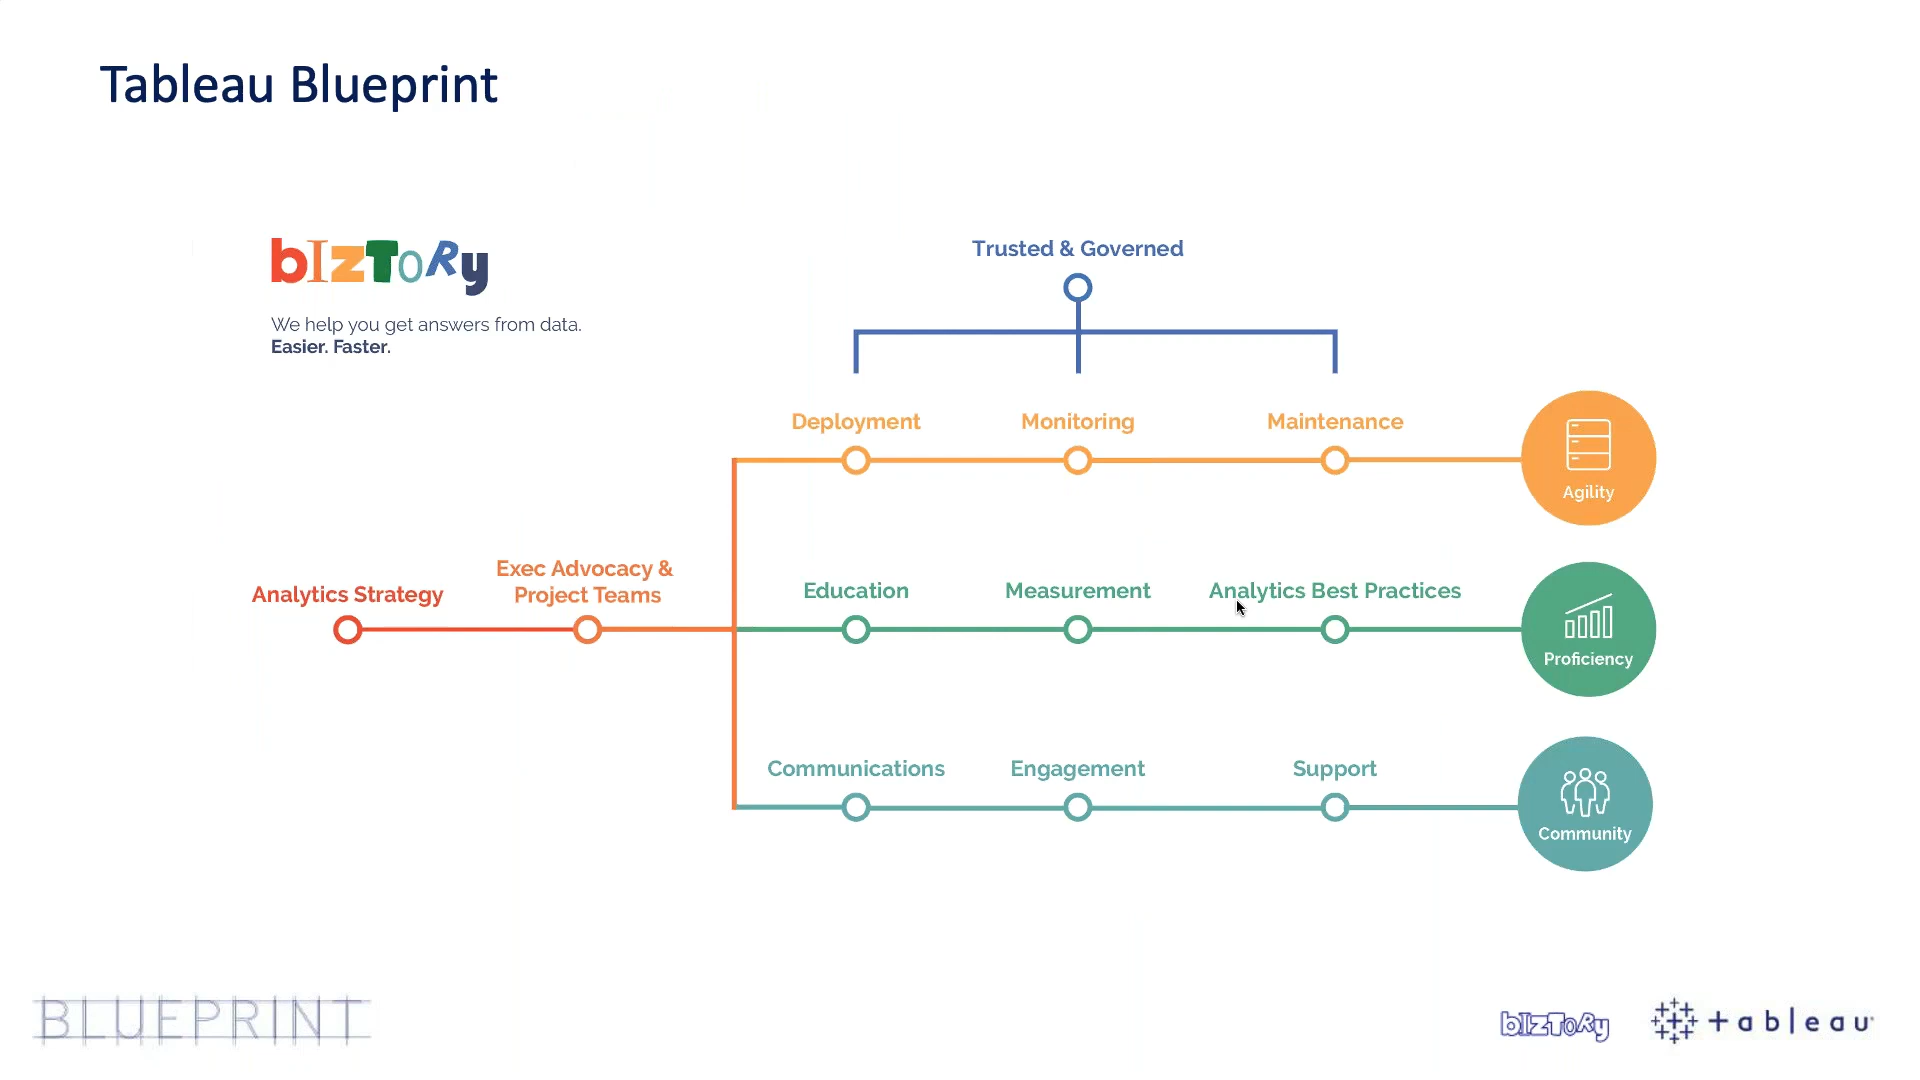 Tableau Blueprint
bIzToRy
We help you get answers from data.
Easier. Faster.
Trusted & Governed
Deployment
Monitoring
Maintenance
Agility
Analytics Strategy
Exec Advocacy &
Project Teams
Education
Measurement
Analytics Best Practices
Proficiency
Communications
Engagement
Support
Community
BLUEPRINT
bIzToRy
+ableau